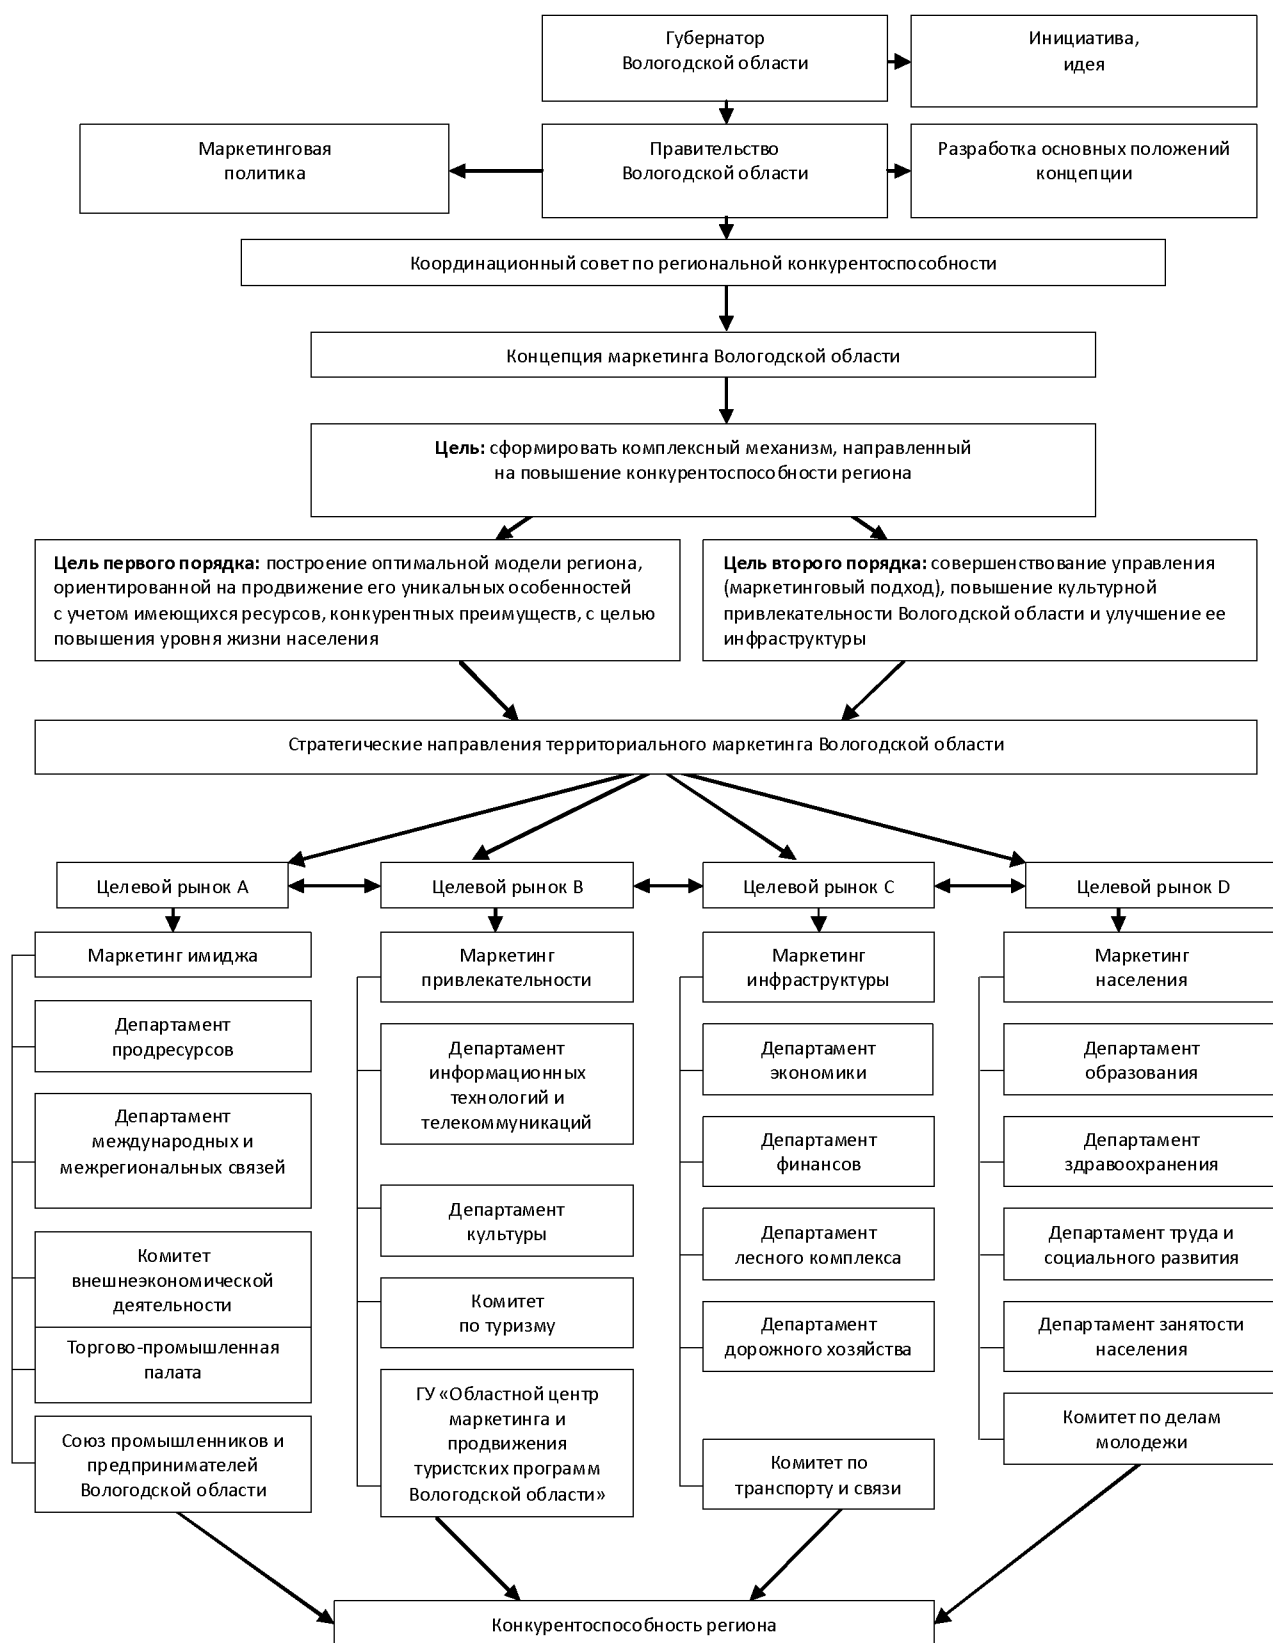 Губернатор
Вологодской области
Инициатива,
идея
Маркетинговая
политика
Правительство
Вологодской области
Разработка основных положений
концепции
Координационный совет по региональной конкурентоспособности
Концепция маркетинга Вологодской области
Цель: сформировать комплексный механизм, направленный
на повышение конкурентоспособности региона
Цель первого порядка: построение оптимальной модели региона,
ориентированной на продвижение его уникальных особенностей
с учетом имеющихся ресурсов, конкурентных преимуществ, с целью
повышения уровня жизни населения
Цель второго порядка: совершенствование управления
(маркетинговый подход), повышение культурной
привлекательности Вологодской области и улучшение ее
инфраструктуры
Стратегические направления территориального маркетинга Вологодской области
Целевой рынок А
Целевой рынок В
Целевой рынок С
Целевой рынок D
Маркетинг имиджа
Департамент
продресурсов
Департамент
международных и
межрегиональных связей
Комитет
внешнеэкономической
деятельности
Торгово-промышленная
палата
Союз промышленников и
предпринимателей
Вологодской области
Маркетинг
привлекательности
Департамент
информационных
технологий и
телекоммуникаций
Департамент
культуры
Комитет
по туризму
ГУ «Областной центр
маркетинга и
продвижения
туристских программ
Вологодской области»
Маркетинг
инфраструктуры
Департамент
экономики
Департамент
финансов
Департамент
лесного комплекса
Департамент
дорожного хозяйства
Комитет по
транспорту и связи
Маркетинг
населения
Департамент
образования
Департамент
здравоохранения
Департамент труда и
социального развития
Департамент занятости
населения
Комитет по делам
молодежи
Конкурентоспособность региона